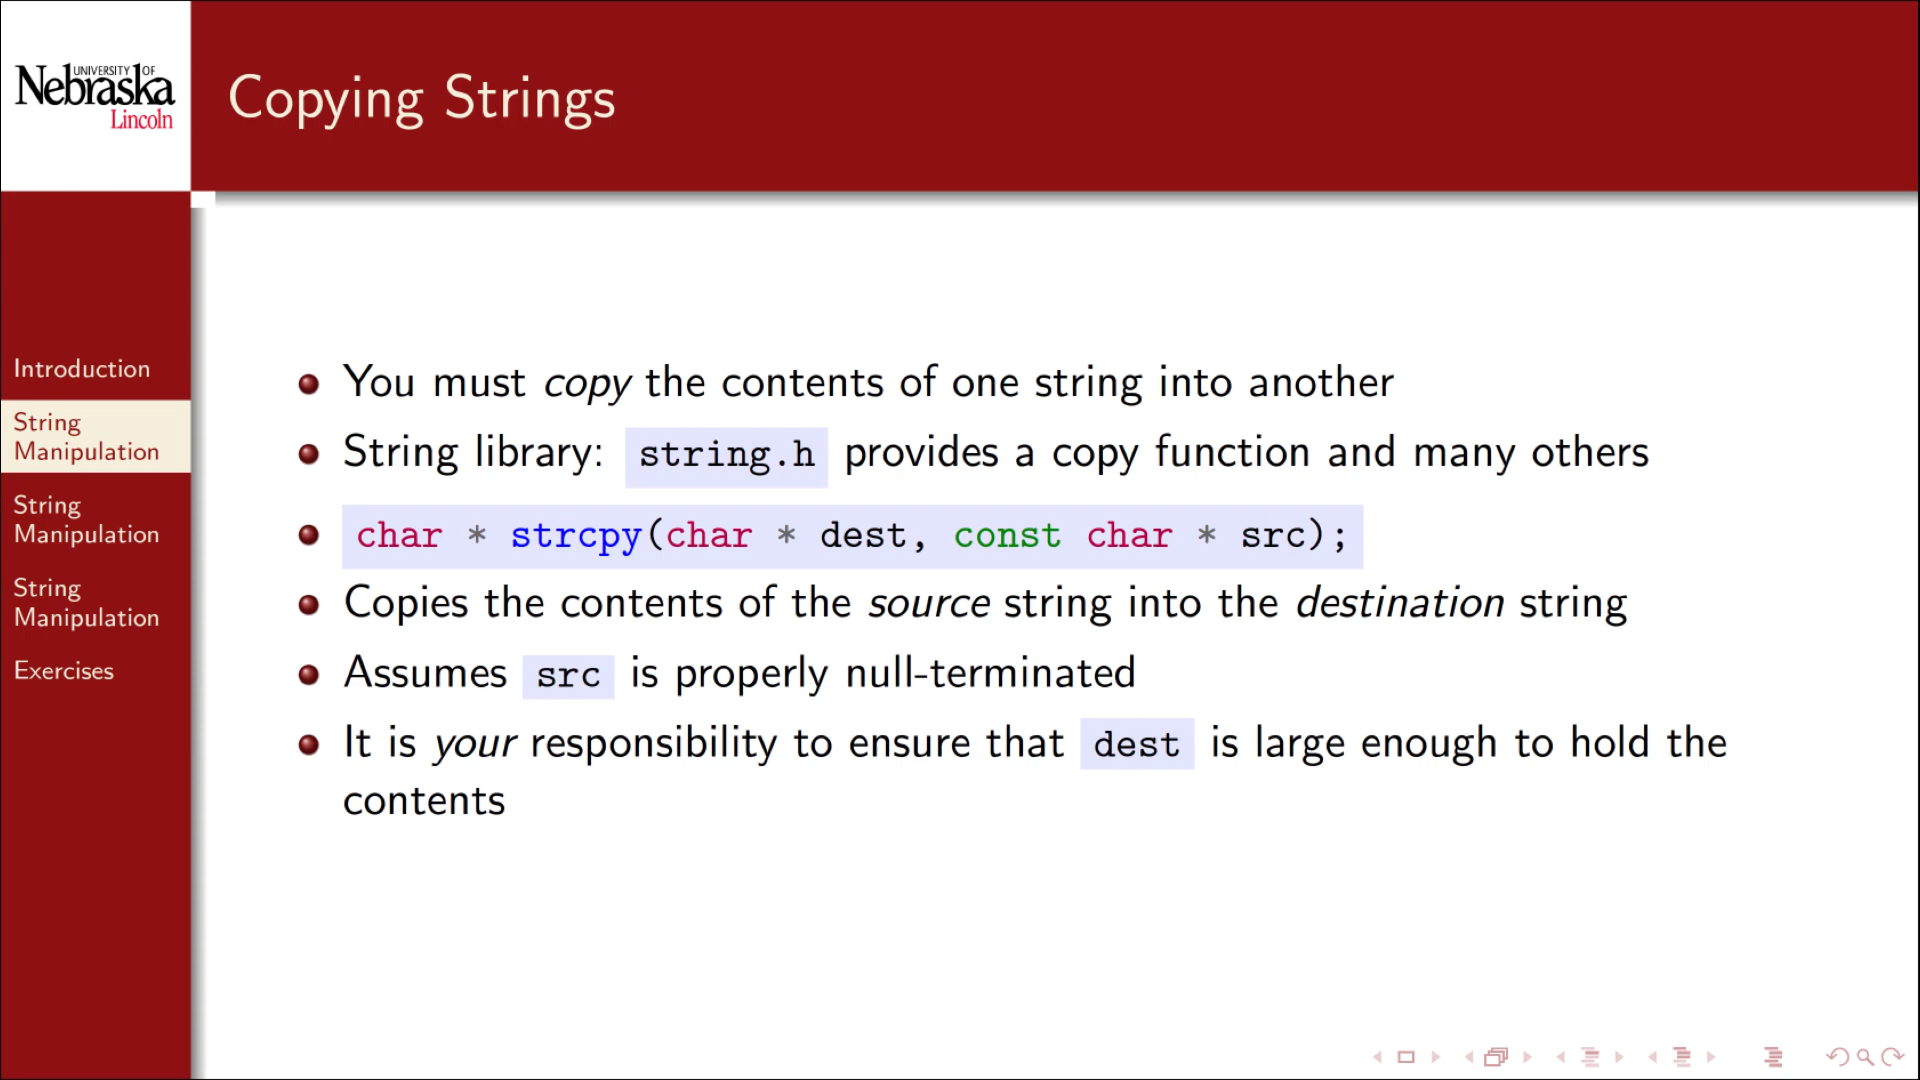 UNIVERSITY OF
Nebraska
Lincoln
Copying Strings
Introduction
String
Manipulation
String
Manipulation
String
Manipulation
Exercises
You must copy the contents of one string into another
String library: string.h provides a copy function and many others
char * strcpy(char * dest, const char * src);
Copies the contents of the source string into the destination string
Assumes src is properly null-terminated
It is your responsibility to ensure that dest is large enough to hold the
contents